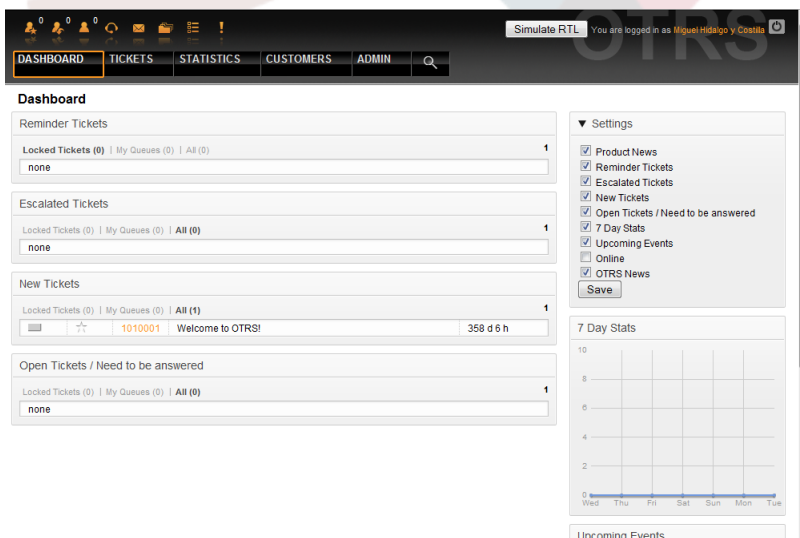 0 0 0
Simulate RTL You are logged in as Miguel Hidalgo y Costilla
OTRS
DASHBOARD TICKETS STATISTICS CUSTOMERS ADMIN
Dashboard
Reminder Tickets
Locked Tickets (0) | My Queues (0) | All (0) 1
none
Escalated Tickets
Locked Tickets (0) | My Queues (0) | All (0) 1
none
New Tickets
Locked Tickets (0) | My Queues (0) | All (1) 1
1010001 Welcome to OTRS! 358 d 6 h
Open Tickets / Need to be answered
Locked Tickets (0) | My Queues (0) | All (0) 1
none
▼ Settings
Product News
Reminder Tickets
Escalated Tickets
New Tickets
Open Tickets / Need to be answered
7 Day Stats
Upcoming Events
Online
OTRS News
Save
7 Day Stats
10
8
6
4
2
0
Wed Thu Fri Sat Sun Mon Tue
Upcoming Events